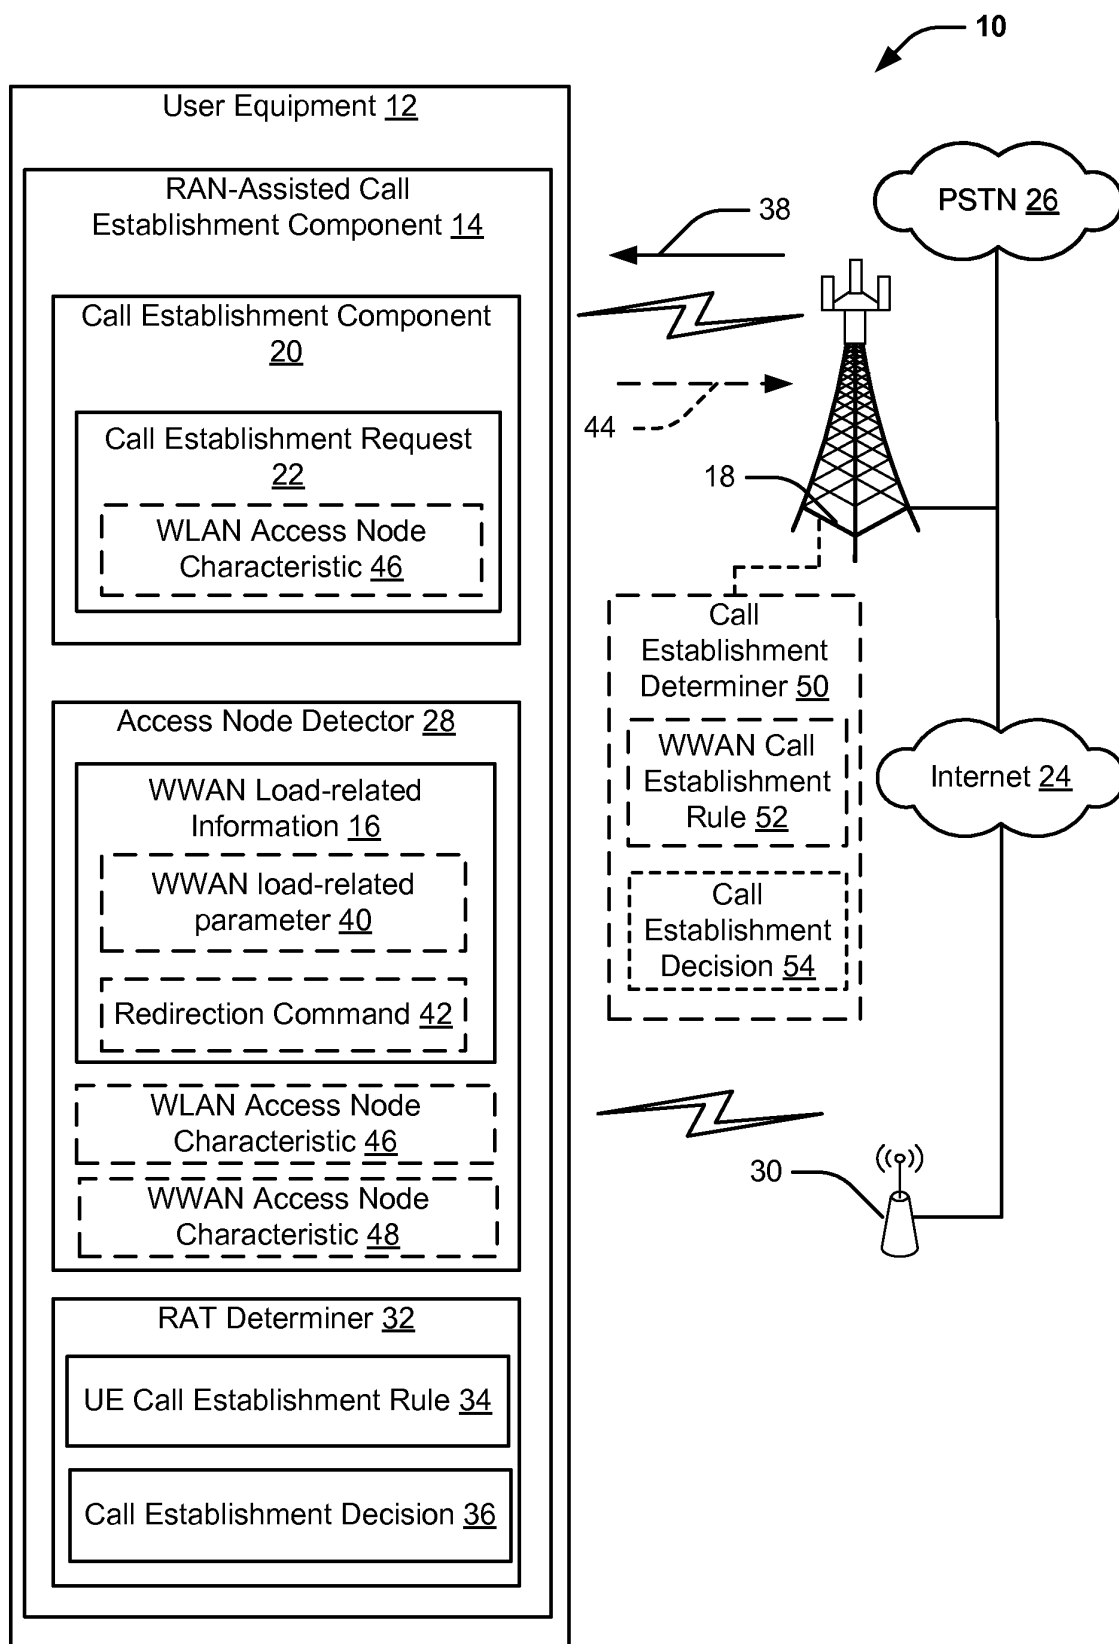 10
User Equipment 12
RAN-Assisted Call
Establishment Component 14
Call Establishment Component
20
Call Establishment Request
22
WLAN Access Node
Characteristic 46
Access Node Detector 28
WWAN Load-related
Information 16
WWAN load-related
parameter 40
Redirection Command 42
WLAN Access Node
Characteristic 46
WWAN Access Node
Characteristic 48
RAT Determiner 32
UE Call Establishment Rule 34
Call Establishment Decision 36
38
44
18
Call
Establishment
Determiner 50
WWAN Call
Establishment
Rule 52
Call
Establishment
Decision 54
30
PSTN 26
Internet 24